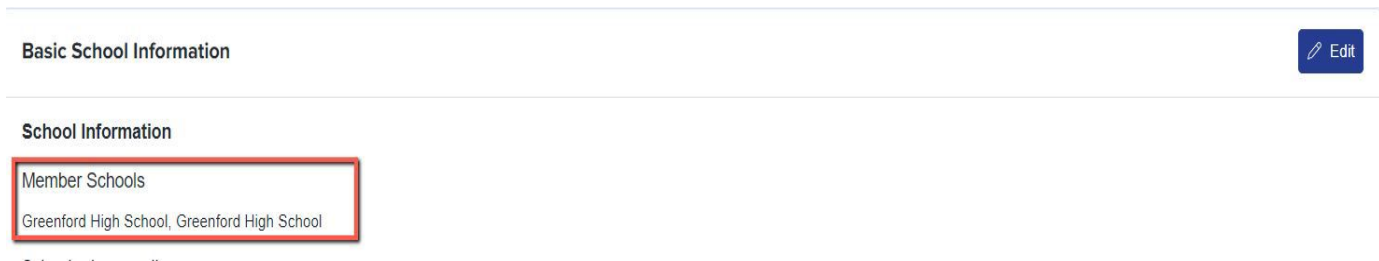 Basic School Information
Edit
School Information
Member Schools
Greenford High School, Greenford High School